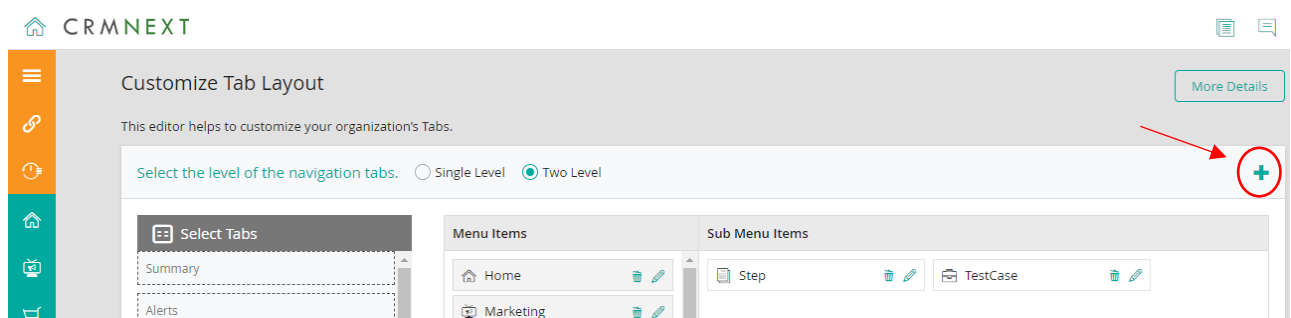 CRMNEXT
Customize Tab Layout
More Details
This editor helps to customize your organization's Tabs.
Select the level of the navigation tabs. Single Level Two Level
Select Tabs
Menu Items
Sub Menu Items
Summary
Home
Step
TestCase
Alerts
Marketing